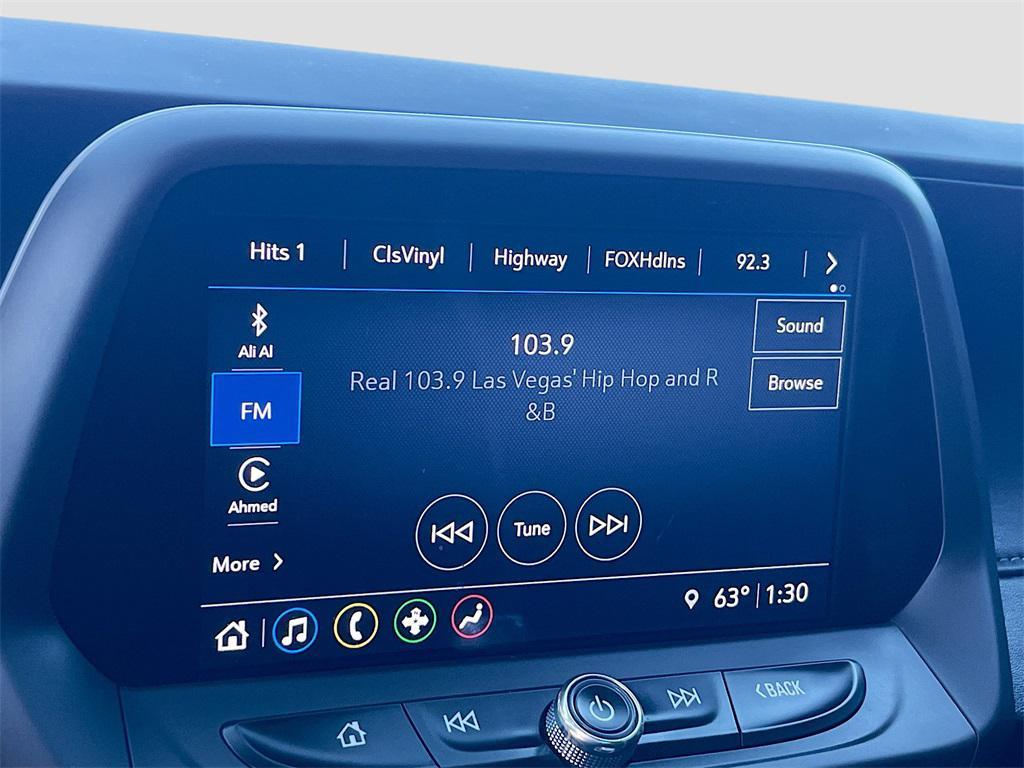 Hits 1 ClsVinyl Highway FOXHdlns 92.3
Ali Al
FM
Ahmed
More
103.9
Real 103.9 Las Vegas' Hip Hop and R
&B
Sound
Browse
Tune
63° 1:30
BACK